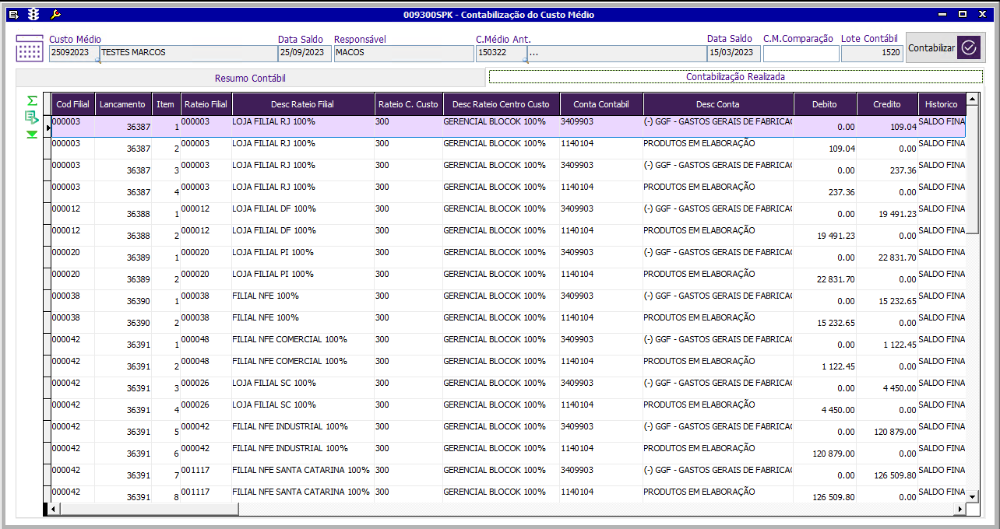 009300SPK - Contabilização do Custo Médio
Custo Médio Data Saldo Responsável C.Médio Ant. Data Saldo C.M.Comparação Lote Contábil
25092023 TESTES MARCOS 25/09/2023 MACOS 150322 ... 15/03/2023 1520 Contabilizar
Resumo Contábil Contabilização Realizada
Cod Filial Lancamento Item Rateio Filial Desc Rateio Filial Rateio C. Custo Desc Rateio Centro Custo Conta Contabil Desc Conta Debito Credito Historico
000003 36387 1 000003 LOJA FILIAL RJ 100% 300 GERENCIAL BLOCOK 100% 3409903 (-) GGF - GASTOS GERAIS DE FABRICAÇ 0.00 109.04 SALDO FINA
000003 36387 2 000003 LOJA FILIAL RJ 100% 300 GERENCIAL BLOCOK 100% 1140104 PRODUTOS EM ELABORAÇÃO 109.04 0.00 SALDO FINA
000003 36387 3 000003 LOJA FILIAL RJ 100% 300 GERENCIAL BLOCOK 100% 3409903 (-) GGF - GASTOS GERAIS DE FABRICAÇ 0.00 237.36 SALDO FINA
000003 36387 4 000003 LOJA FILIAL RJ 100% 300 GERENCIAL BLOCOK 100% 1140104 PRODUTOS EM ELABORAÇÃO 237.36 0.00 SALDO FINA
000012 36388 1 000012 LOJA FILIAL DF 100% 300 GERENCIAL BLOCOK 100% 3409903 (-) GGF - GASTOS GERAIS DE FABRICAÇ 0.00 19 491.23 SALDO FINA
000012 36388 2 000012 LOJA FILIAL DF 100% 300 GERENCIAL BLOCOK 100% 1140104 PRODUTOS EM ELABORAÇÃO 19 491.23 0.00 SALDO FINA
000020 36389 1 000020 LOJA FILIAL PI 100% 300 GERENCIAL BLOCOK 100% 3409903 (-) GGF - GASTOS GERAIS DE FABRICAÇ 0.00 22 831.70 SALDO FINA
000020 36389 2 000020 LOJA FILIAL PI 100% 300 GERENCIAL BLOCOK 100% 1140104 PRODUTOS EM ELABORAÇÃO 22 831.70 0.00 SALDO FINA
000038 36390 1 000038 FILIAL NFE 100% 300 GERENCIAL BLOCOK 100% 3409903 (-) GGF - GASTOS GERAIS DE FABRICAÇ 0.00 15 232.65 SALDO FINA
000038 36390 2 000038 FILIAL NFE 100% 300 GERENCIAL BLOCOK 100% 1140104 PRODUTOS EM ELABORAÇÃO 15 232.65 0.00 SALDO FINA
000042 36391 1 000048 FILIAL NFE COMERCIAL 100% 300 GERENCIAL BLOCOK 100% 3409903 (-) GGF - GASTOS GERAIS DE FABRICAÇ 0.00 1 122.45 SALDO FINA
000042 36391 2 000048 FILIAL NFE COMERCIAL 100% 300 GERENCIAL BLOCOK 100% 1140104 PRODUTOS EM ELABORAÇÃO 1 122.45 0.00 SALDO FINA
000042 36391 3 000026 LOJA FILIAL SC 100% 300 GERENCIAL BLOCOK 100% 3409903 (-) GGF - GASTOS GERAIS DE FABRICAÇ 0.00 4 450.00 SALDO FINA
000042 36391 4 000026 LOJA FILIAL SC 100% 300 GERENCIAL BLOCOK 100% 1140104 PRODUTOS EM ELABORAÇÃO 4 450.00 0.00 SALDO FINA
000042 36391 5 000042 FILIAL NFE INDUSTRIAL 100% 300 GERENCIAL BLOCOK 100% 3409903 (-) GGF - GASTOS GERAIS DE FABRICAÇ 0.00 120 879.00 SALDO FINA
000042 36391 6 000042 FILIAL NFE INDUSTRIAL 100% 300 GERENCIAL BLOCOK 100% 1140104 PRODUTOS EM ELABORAÇÃO 120 879.00 0.00 SALDO FINA
000042 36391 7 001117 FILIAL NFE SANTA CATARINA 100% 300 GERENCIAL BLOCOK 100% 3409903 (-) GGF - GASTOS GERAIS DE FABRICAÇ 0.00 126 509.80 SALDO FINA
000042 36391 8 001117 FILIAL NFE SANTA CATARINA 100% 300 GERENCIAL BLOCOK 100% 1140104 PRODUTOS EM ELABORAÇÃO 126 509.80 0.00 SALDO FINA